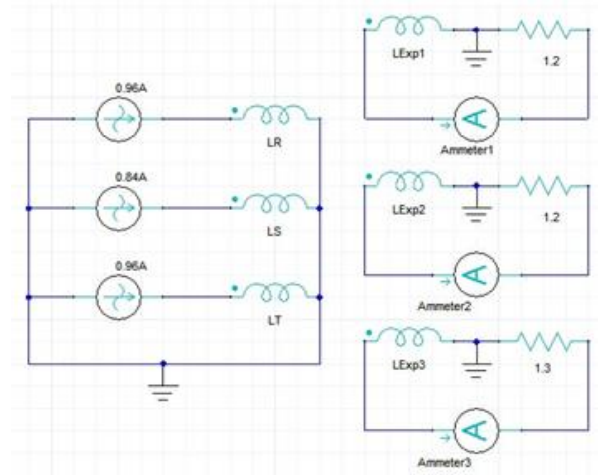 0.96A
LR
0.84A
LS
0.96A
LT
LExp1
1.2
A
Ammeter1
LExp2
1.2
A
Ammeter2
LExp3
1.3
A
Ammeter3